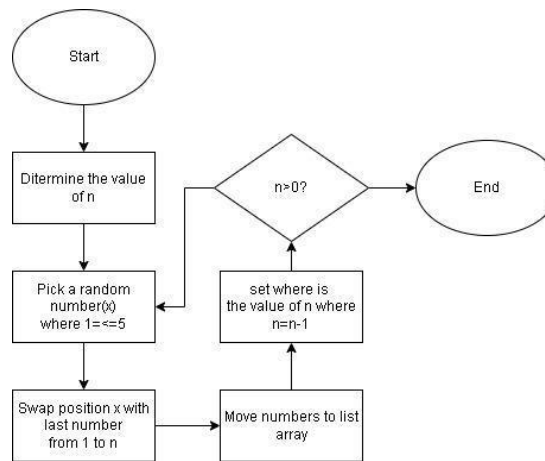 Start
Ditermine the value
of n
Pick a random
number(x)
where 1=<=5
Swap position x with
last number
from 1 to n
Move numbers to list
array
set where is
the value of n where
n=n-1
n>0?
End